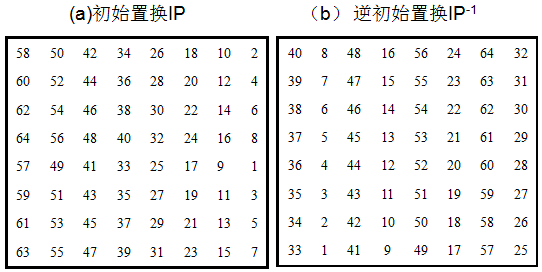 (a)初始置换IP
58 50 42 34 26 18 10 2
60 52 44 36 28 20 12 4
62 54 46 38 30 22 14 6
64 56 48 40 32 24 16 8
57 49 41 33 25 17 9 1
59 51 43 35 27 19 11 3
61 53 45 37 29 21 13 5
63 55 47 39 31 23 15 7
（b）逆初始置换IP-1
40 8 48 16 56 24 64 32
39 7 47 15 55 23 63 31
38 6 46 14 54 22 62 30
37 5 45 13 53 21 61 29
36 4 44 12 52 20 60 28
35 3 43 11 51 19 59 27
34 2 42 10 50 18 58 26
33 1 41 9 49 17 57 25